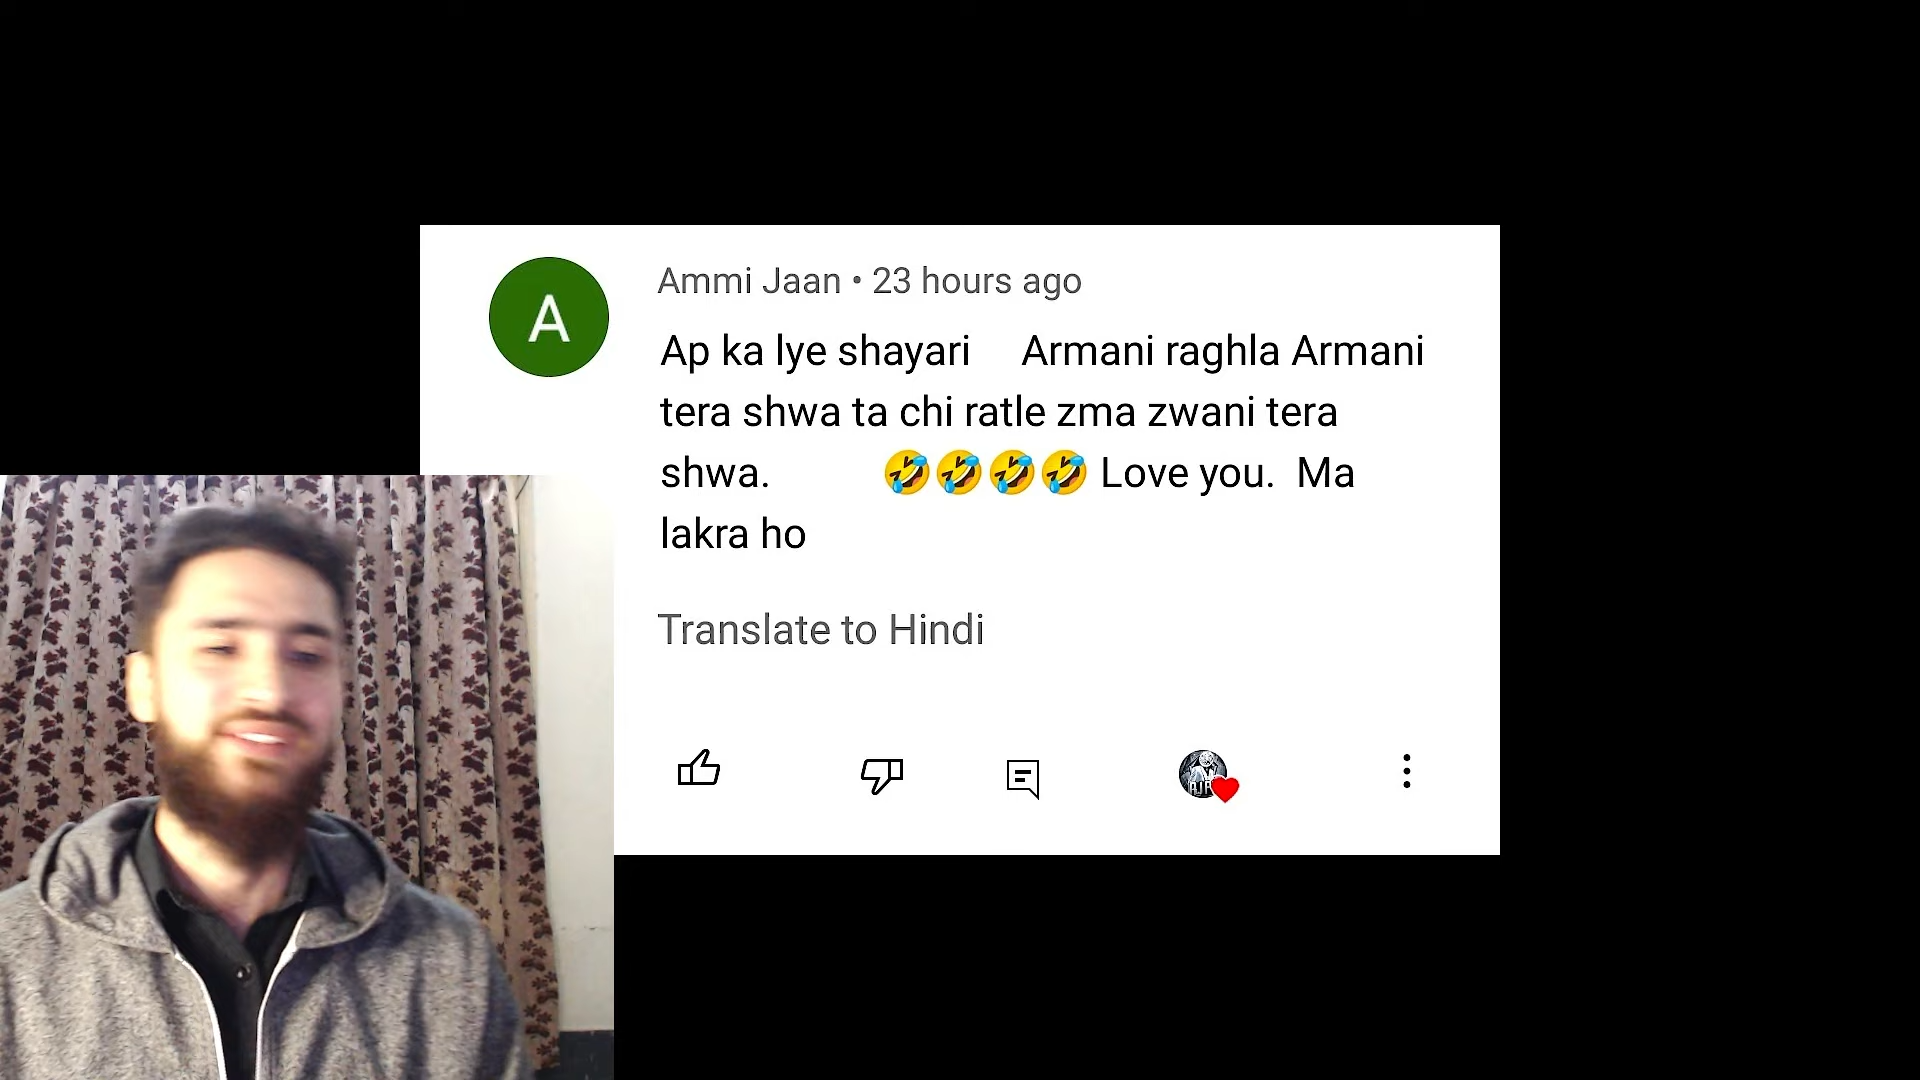 A
Ammi Jaan • 23 hours ago
Ap ka lye shayari Armani raghla Armani
tera shwa ta chi ratle zma zwani tera
shwa. 🤣🤣🤣🤣 Love you. Ma
lakra ho
Translate to Hindi